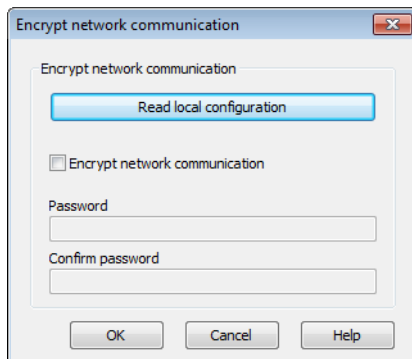 Encrypt network communication
Encrypt network communication
Read local configuration
Encrypt network communication
Password
Confirm password
OK Cancel Help